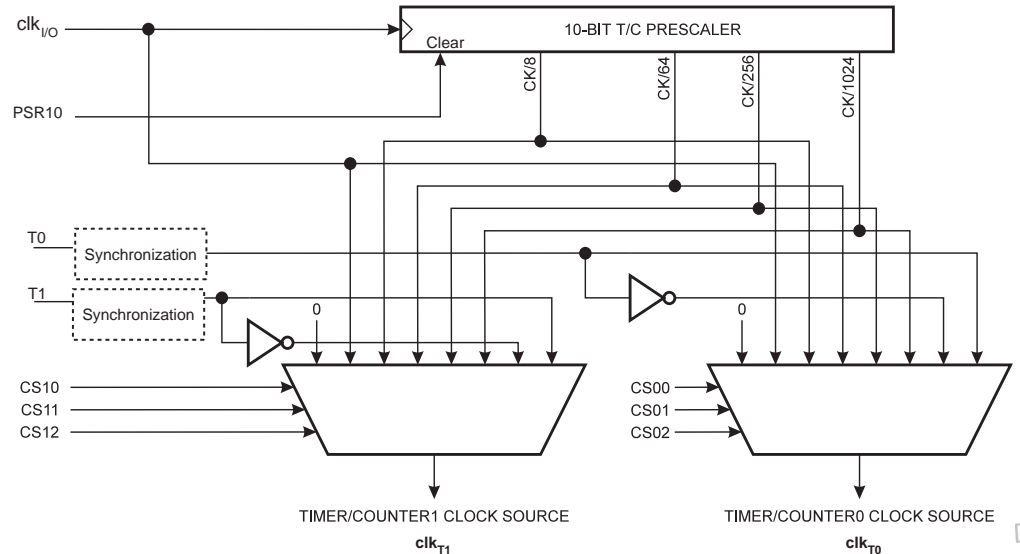 clkI/O
10-BIT T/C PRESCALER
Clear
CK/8
CK/64
CK/256
CK/1024
PSR10
T0
Synchronization
T1
Synchronization
0
0
CS10
CS11
CS12
CS00
CS01
CS02
TIMER/COUNTER1 CLOCK SOURCE
clkT1
TIMER/COUNTER0 CLOCK SOURCE
clkT0